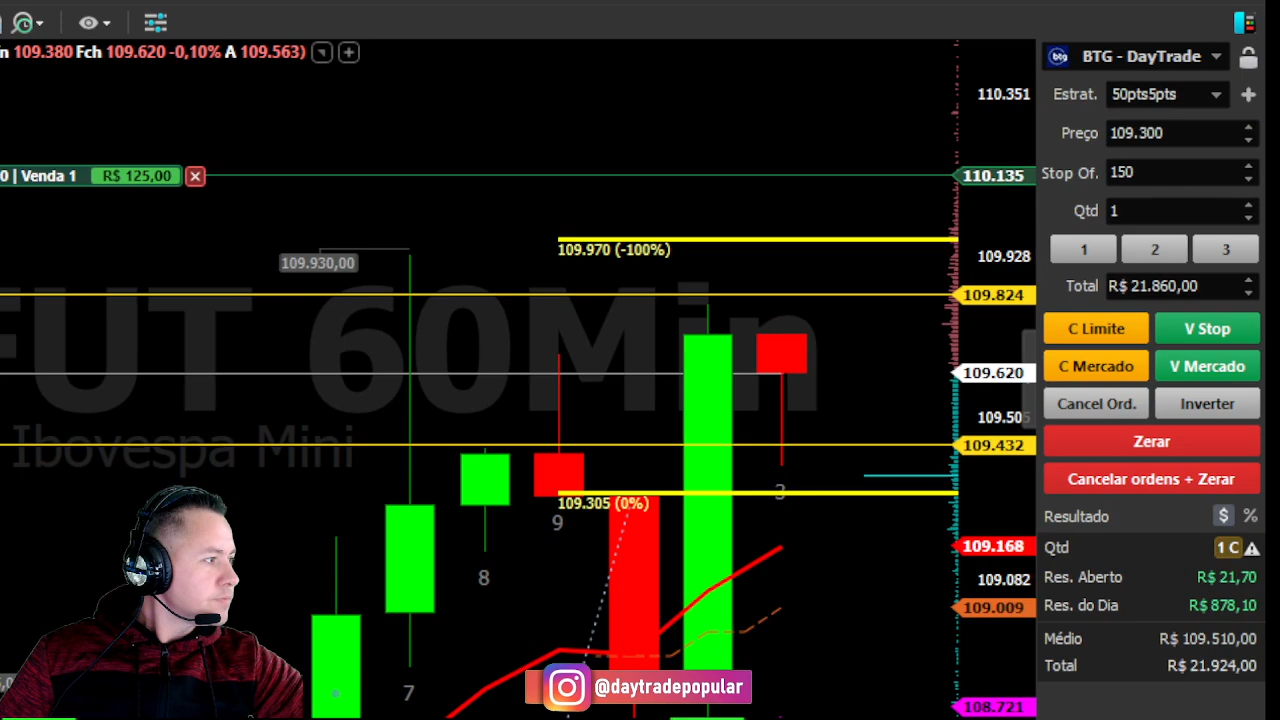 n 109.380 Fch 109.620 -0,10% A 109.563)
btg BTG - DayTrade
Estrat. 50pts5pts
Preço 109.300
Stop Of. 150
Qtd 1
1 2 3
Total R$ 21.860,00
C Limite V Stop
C Mercado V Mercado
Cancel Ord. Inverter
Zerar
Cancelar ordens + Zerar
Resultado $ %
Qtd 1 C
Res. Aberto R$ 21,70
Res. do Dia R$ 878,10
Médio R$ 109.510,00
Total R$ 21.924,00
110.351
0 | Venda 1 R$ 125,00
110.135
109.970 (-100%)
109.930,00
109.928
109.824
FUT 60Min
109.620
109.505
Ibovespa Mini
109.432
109.305 (0%)
3
9
109.168
8
109.082
109.009
7
@daytradepopular
108.721